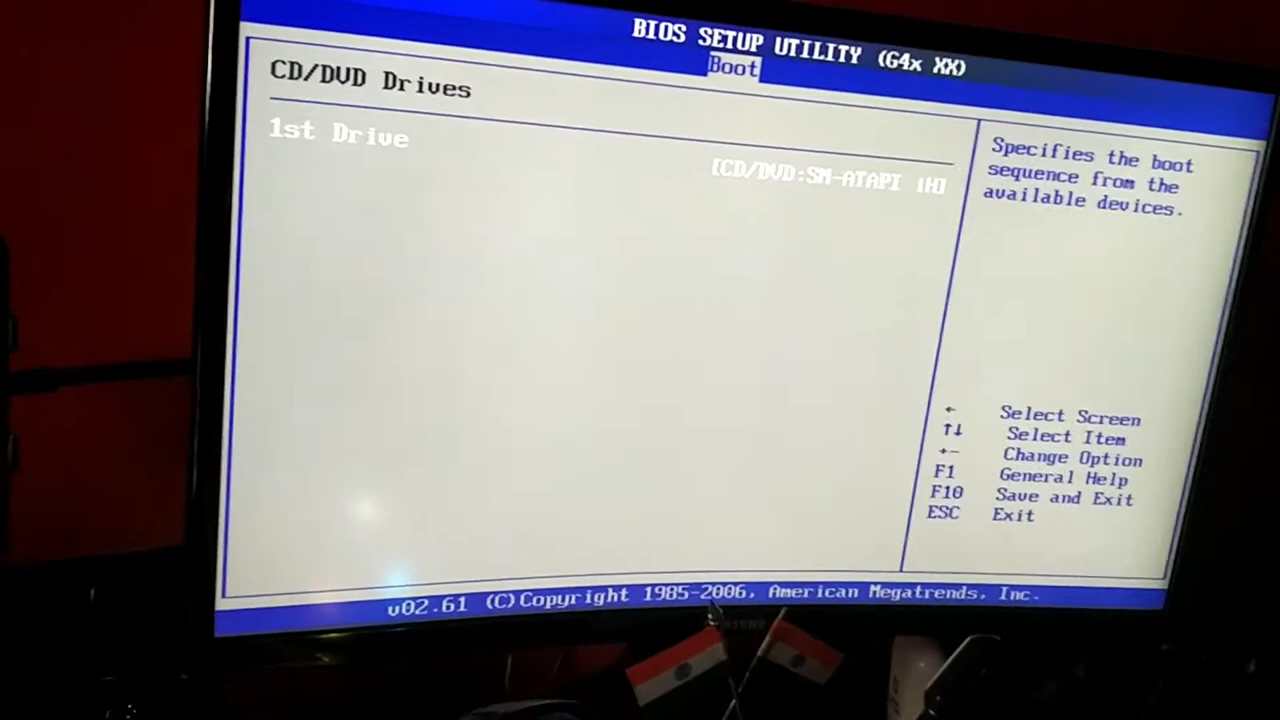 BIOS SETUP UTILITY (G4x XX)
Boot
CD/DVD Drives
1st Drive
[CD/DVD:SM-ATAPI iH]
Specifies the boot
sequence from the
available devices.
← Select Screen
↑↓ Select Item
+- Change Option
F1 General Help
F10 Save and Exit
ESC Exit
v02.61 (C)Copyright 1985-2006, American Megatrends, Inc.